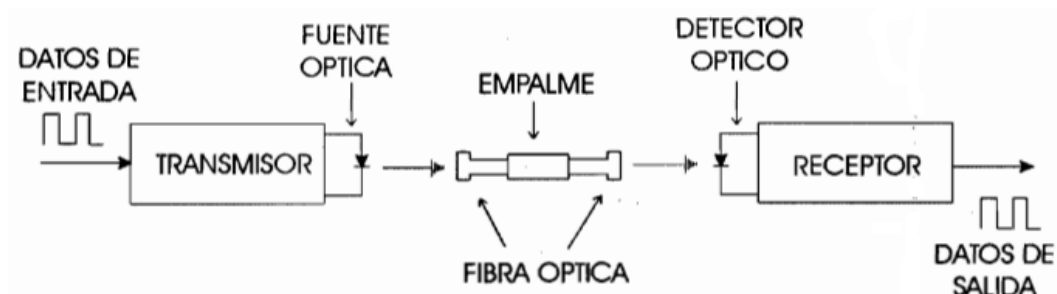 DATOS DE
ENTRADA
FUENTE
OPTICA
EMPALME
DETECTOR
OPTICO
TRANSMISOR
RECEPTOR
FIBRA OPTICA
DATOS DE
SALIDA